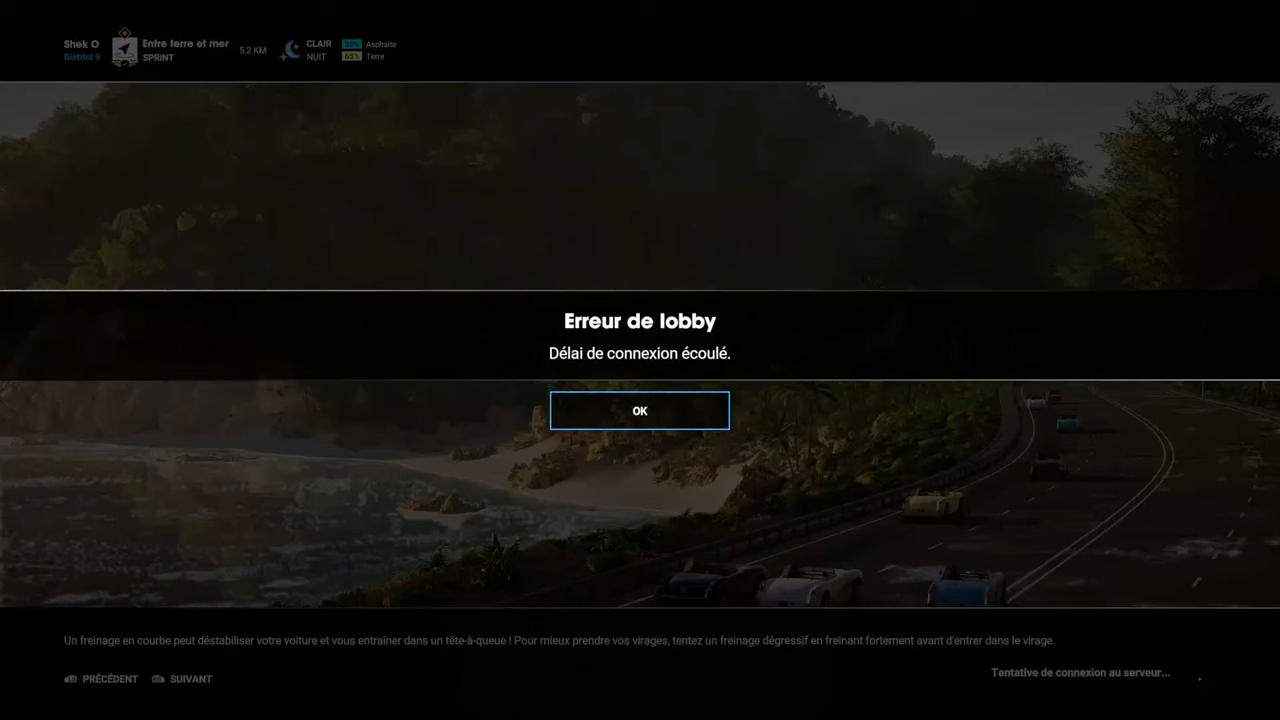 Shek O
District 9
Entre terre et mer
SPRINT
5.2 KM
CLAIR
NUIT
35% Asphalte
65% Terre
Erreur de lobby
Délai de connexion écoulé.
OK
Un freinage en courbe peut déstabiliser votre voiture et vous entraîner dans un tête-à-queue ! Pour mieux prendre vos virages, tentez un freinage dégressif en freinant fortement avant d'entrer dans le virage.
PRÉCÉDENT
SUIVANT
Tentative de connexion au serveur...